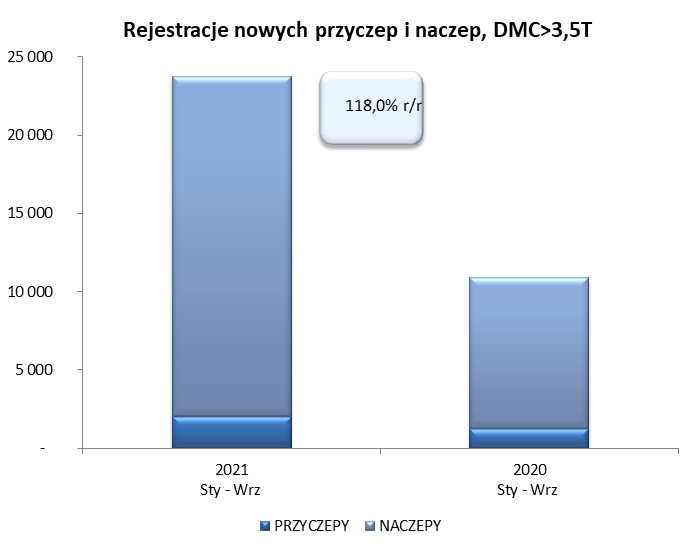 Rejestracje nowych przyczep i naczep, DMC>3,5T
25 000
118,0% r/r
20 000
15 000
10 000
5 000
-
2021
Sty - Wrz
2020
Sty - Wrz
PRZYCZEPY
NACZEPY